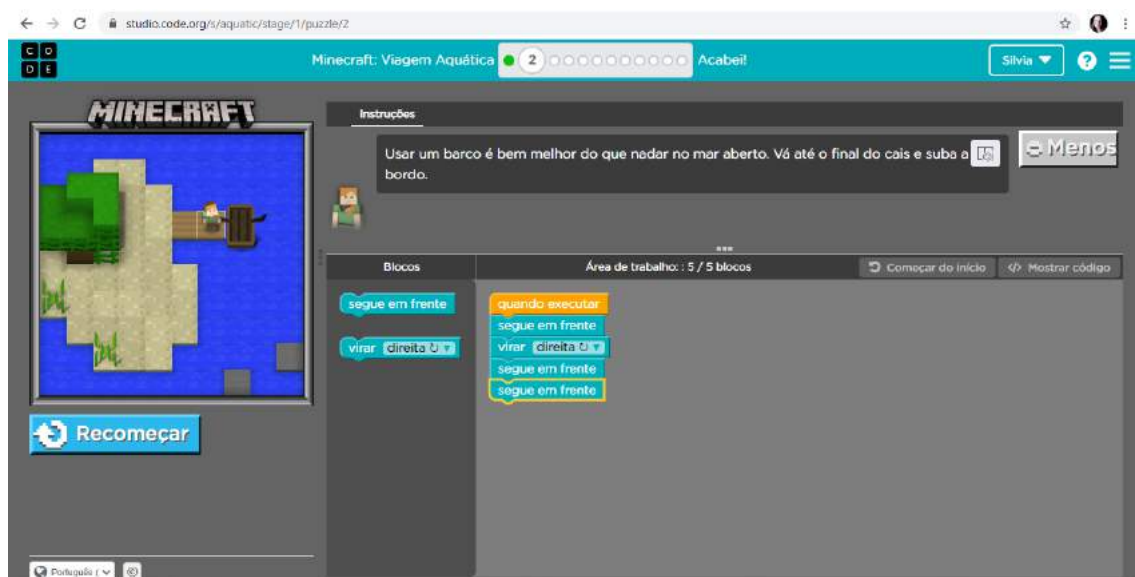 studio.code.org/s/aquatic/stage/1/puzzle/2
C O
D E
Minecraft: Viagem Aquática
2
Acabei!
Silvia
?
MINECRAFT
Instruções
Usar um barco é bem melhor do que nadar no mar aberto. Vá até o final do cais e suba a
bordo.
Menos
Blocos
Área de trabalho: : 5 / 5 blocos
Começar do início
</> Mostrar código
segue em frente
virar direita ↻
quando executar
segue em frente
virar direita ↻
segue em frente
segue em frente
Recomeçar
Português (
©